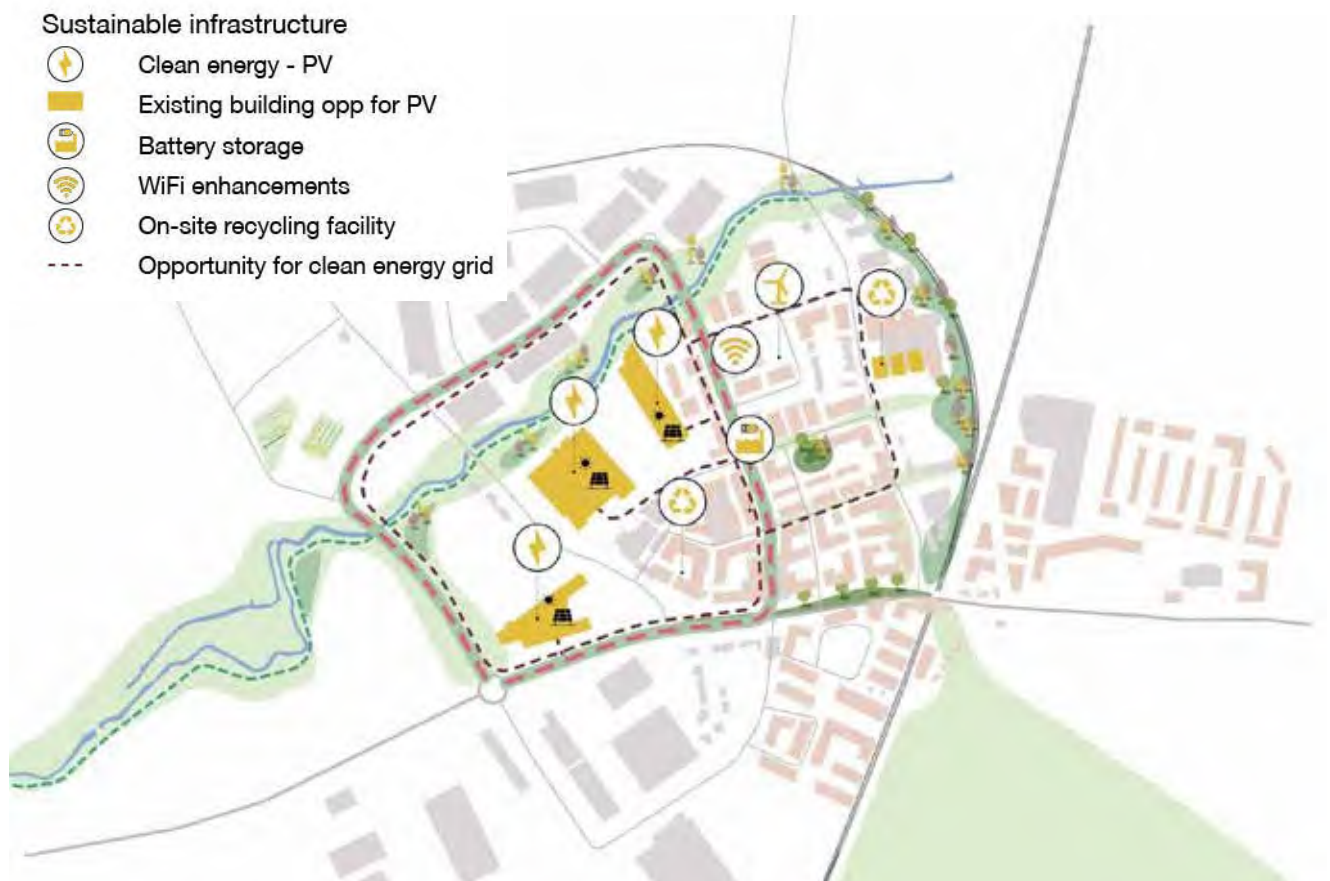 Sustainable infrastructure
Clean energy - PV
Existing building opp for PV
Battery storage
WiFi enhancements
On-site recycling facility
Opportunity for clean energy grid